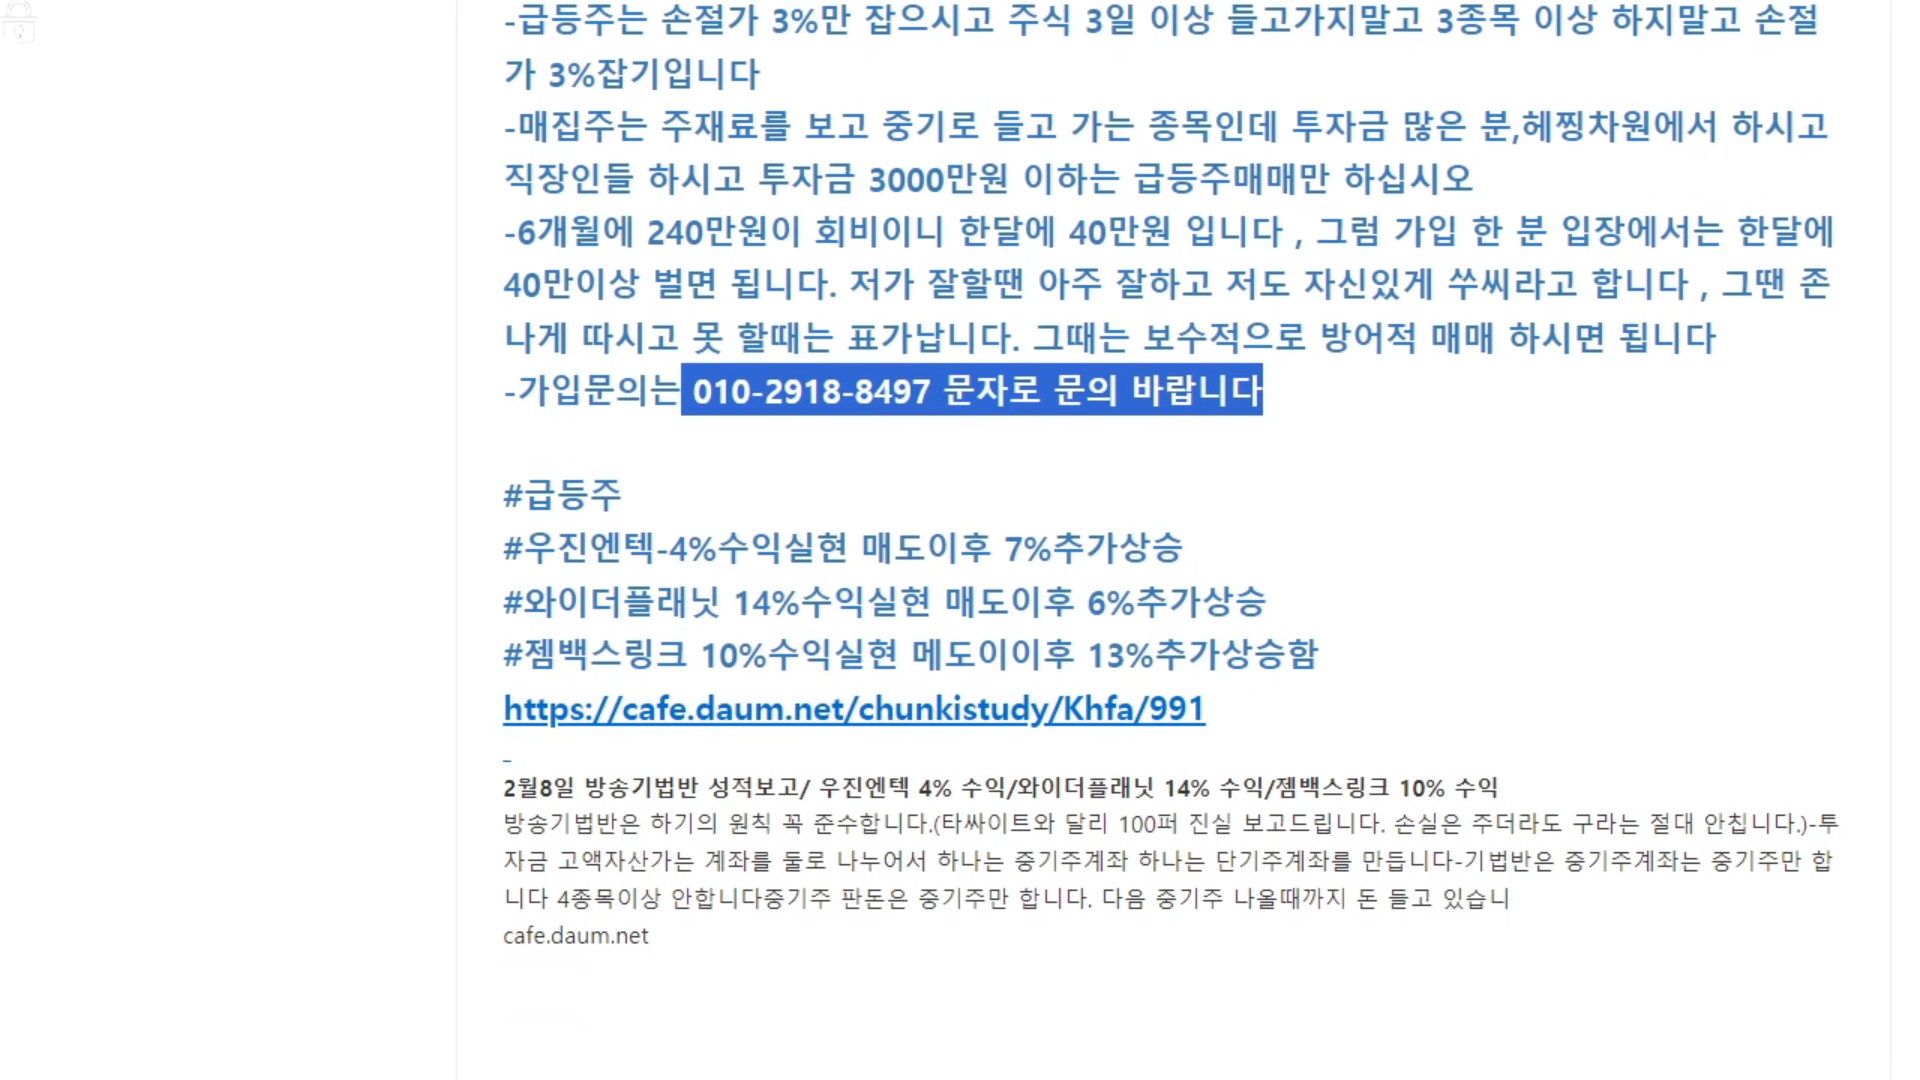 -급등주는 손절가 3%만 잡으시고 주식 3일 이상 들고가지말고 3종목 이상 하지말고 손절
가 3%잡기입니다
-매집주는 주재료를 보고 중기로 들고 가는 종목인데 투자금 많은 분,헤찡차원에서 하시고
직장인들 하시고 투자금 3000만원 이하는 급등주매매만 하십시오
-6개월에 240만원이 회비이니 한달에 40만원 입니다 , 그럼 가입 한 분 입장에서는 한달에
40만이상 벌면 됩니다. 저가 잘할땐 아주 잘하고 저도 자신있게 쑤씨라고 합니다 , 그땐 존
나게 따시고 못 할때는 표가납니다. 그때는 보수적으로 방어적 매매 하시면 됩니다
-가입문의는 010-2918-8497 문자로 문의 바랍니다
#급등주
#우진엔텍-4%수익실현 매도이후 7%추가상승
#와이더플래닛 14%수익실현 매도이후 6%추가상승
#젬백스링크 10%수익실현 메도이이후 13%추가상승함
https://cafe.daum.net/chunkistudy/Khfa/991
2월8일 방송기법반 성적보고/ 우진엔텍 4% 수익/와이더플래닛 14% 수익/젬백스링크 10% 수익
방송기법반은 하기의 원칙 꼭 준수합니다.(타싸이트와 달리 100퍼 진실 보고드립니다. 손실은 주더라도 구라는 절대 안칩니다.)-투
자금 고액자산가는 계좌를 둘로 나누어서 하나는 중기주계좌 하나는 단기주계좌를 만듭니다-기법반은 중기주계좌는 중기주만 합
니다 4종목이상 안합니다중기주 판돈은 중기주만 합니다. 다음 중기주 나올때까지 돈 들고 있습니
cafe.daum.net